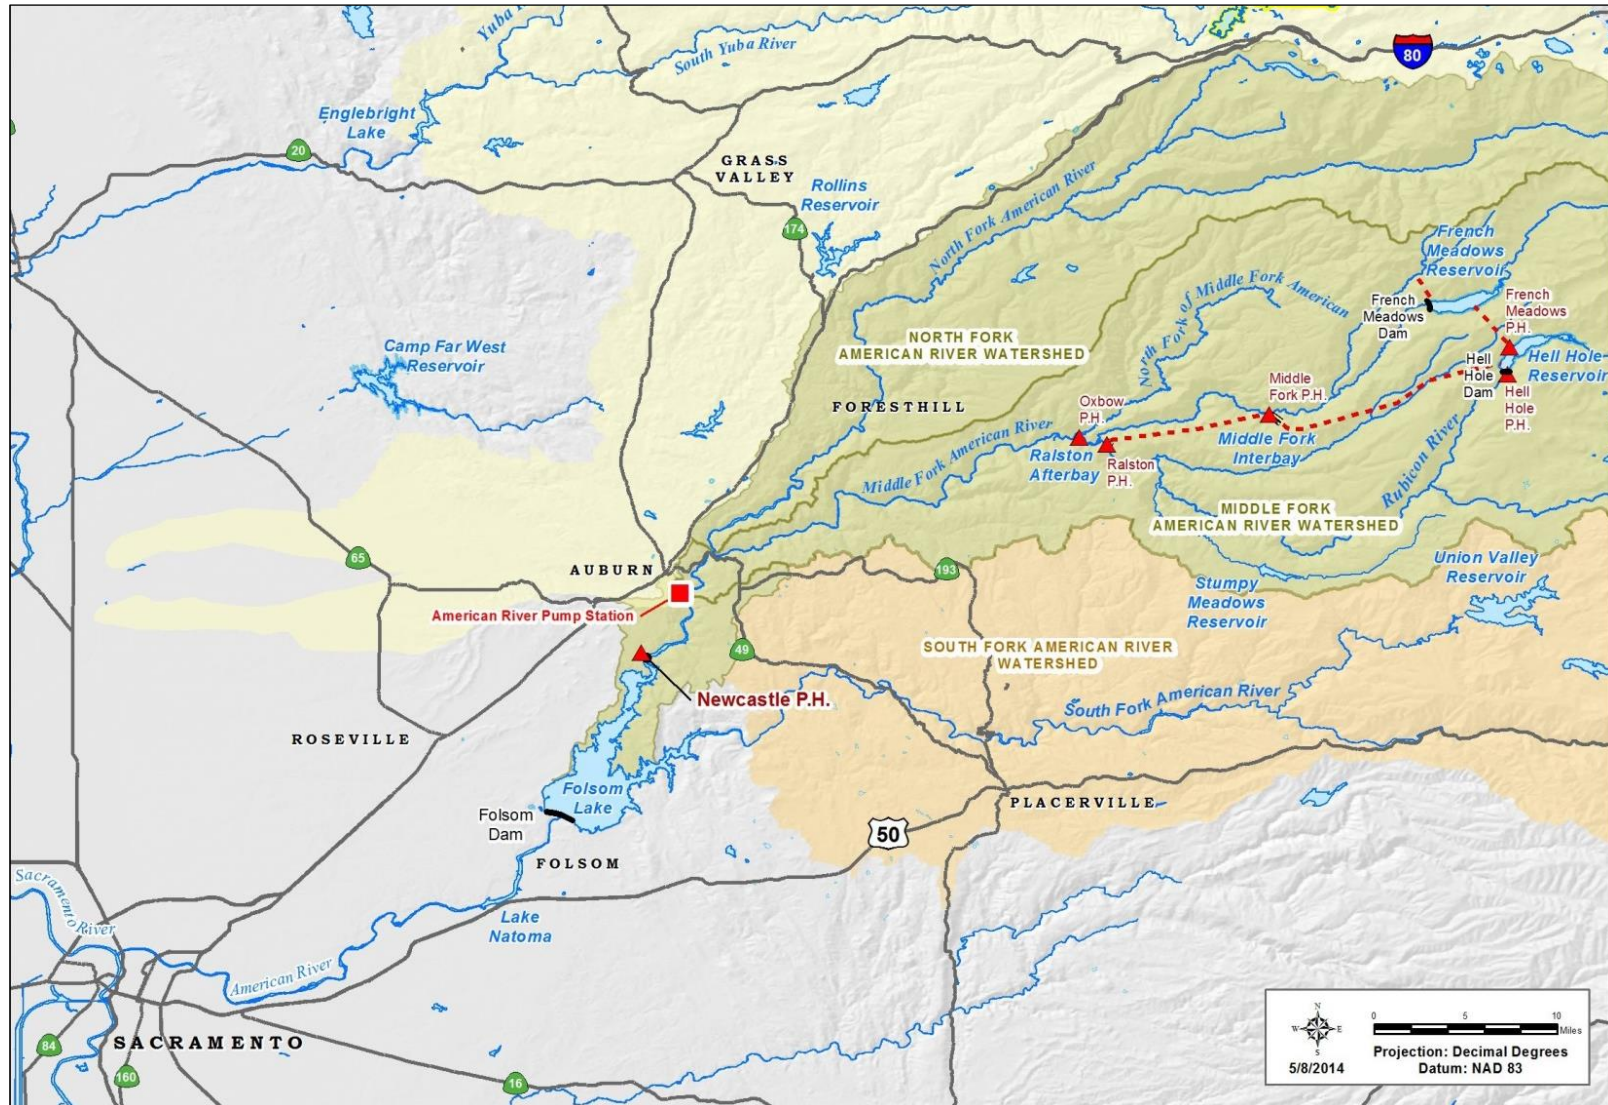 Yuba
South Yuba River
80
Englebright
Lake
20
GRASS
VALLEY
Rollins
Reservoir
174
North Fork American River
French
Meadows
Reservoir
French
Meadows
Dam
French
Meadows
P.H.
North Fork of Middle Fork American
NORTH FORK
AMERICAN RIVER WATERSHED
Camp Far West
Reservoir
Hell
Hole
Dam
Hell Hole
Reservoir
Hell
Hole
P.H.
Middle
Fork P.H.
FORESTHILL
Oxbow
P.H.
Middle Fork
Interbay
Middle Fork American River
Ralston
Afterbay
Ralston
P.H.
Rubicon River
MIDDLE FORK
AMERICAN RIVER WATERSHED
65
AUBURN
193
Union Valley
Reservoir
Stumpy
Meadows
Reservoir
American River Pump Station
49
SOUTH FORK AMERICAN RIVER
WATERSHED
Newcastle P.H.
South Fork American River
ROSEVILLE
Folsom
Lake
Folsom
Dam
PLACERVILLE
50
FOLSOM
Sacramento River
Lake
Natoma
American River
SACRAMENTO
84
160
16
N
W E
S
5/8/2014
0 5 10
Miles
Projection: Decimal Degrees
Datum: NAD 83